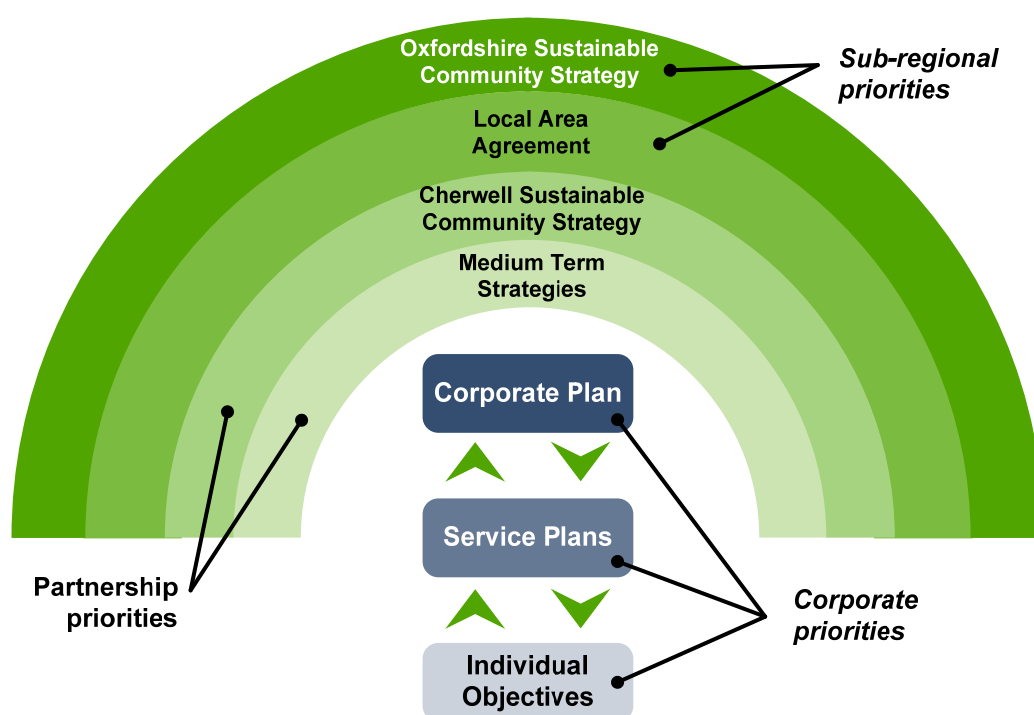 Oxfordshire Sustainable
Community Strategy
Sub-regional
priorities
Local Area
Agreement
Cherwell Sustainable
Community Strategy
Medium Term
Strategies
Corporate Plan
Service Plans
Partnership
priorities
Corporate
priorities
Individual
Objectives